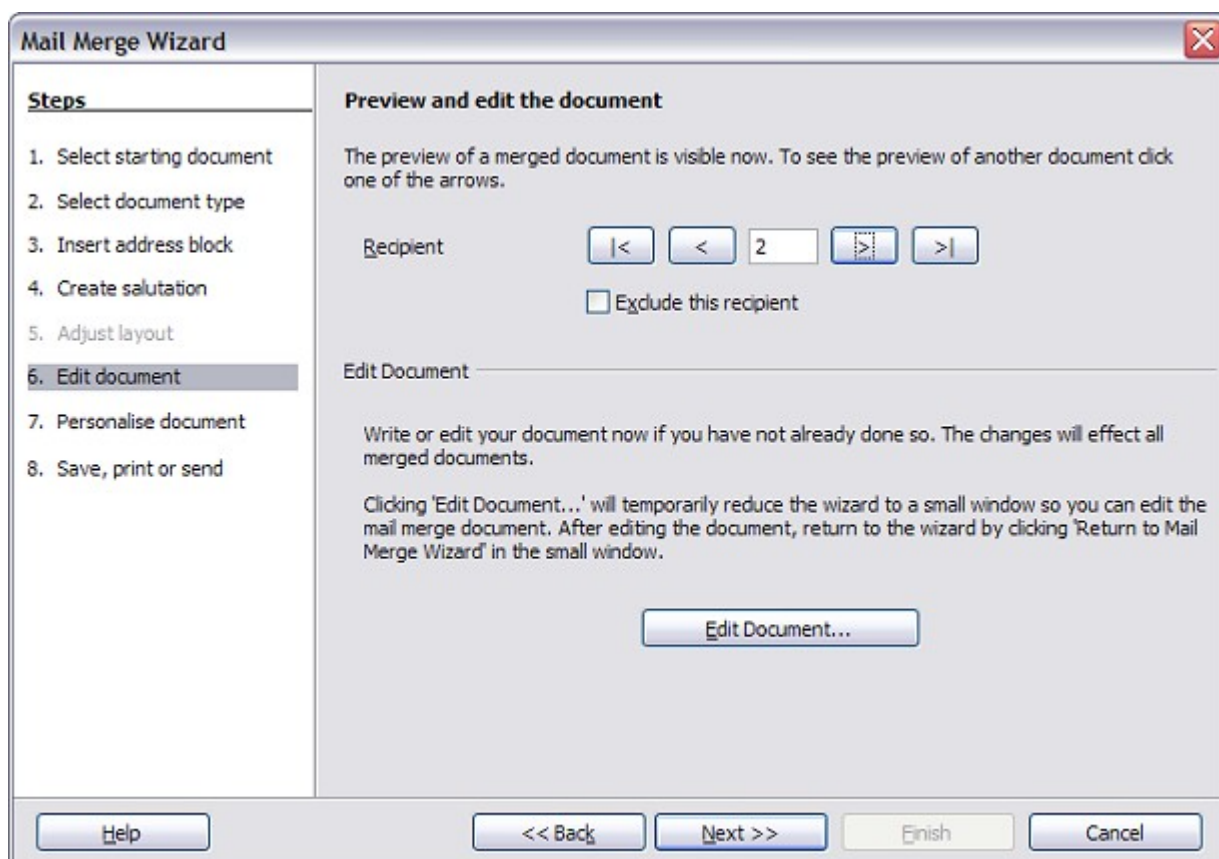 Mail Merge Wizard
Steps
1. Select starting document
2. Select document type
3. Insert address block
4. Create salutation
5. Adjust layout
6. Edit document
7. Personalise document
8. Save, print or send
Preview and edit the document
The preview of a merged document is visible now. To see the preview of another document click
one of the arrows.
Recipient |< < 2 > >|
Exclude this recipient
Edit Document
Write or edit your document now if you have not already done so. The changes will effect all
merged documents.
Clicking 'Edit Document...' will temporarily reduce the wizard to a small window so you can edit the
mail merge document. After editing the document, return to the wizard by clicking 'Return to Mail
Merge Wizard' in the small window.
Edit Document...
Help << Back Next >> Finish Cancel